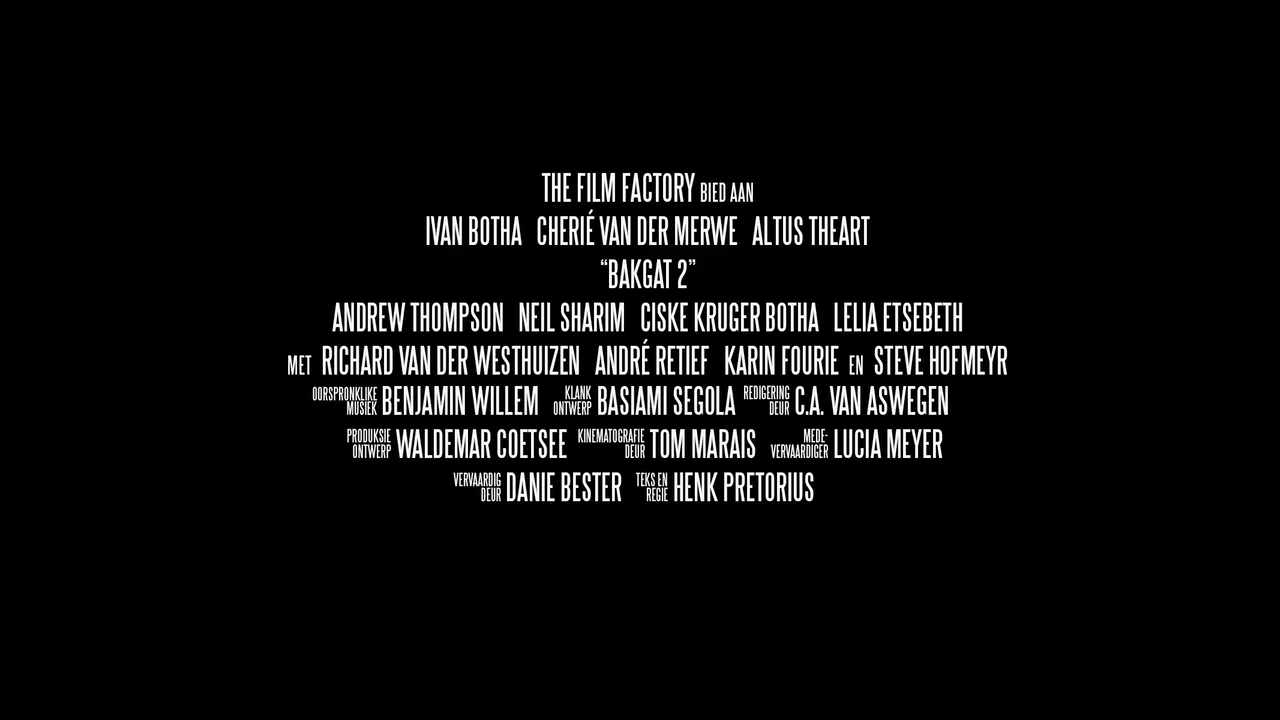 THE FILM FACTORY BIED AAN
IVAN BOTHA CHERIÉ VAN DER MERWE ALTUS THEART
“BAKGAT 2”
ANDREW THOMPSON NEIL SHARIM CISKE KRUGER BOTHA LELIA ETSEBETH
MET RICHARD VAN DER WESTHUIZEN ANDRÉ RETIEF KARIN FOURIE EN STEVE HOFMEYR
OORSPRONKLIKE MUSIEK BENJAMIN WILLEM KLANK ONTWERP BASIAMI SEGOLA REDIGERING DEUR C.A. VAN ASWEGEN
PRODUKSIE ONTWERP WALDEMAR COETSEE KINEMATOGRAFIE DEUR TOM MARAIS MEDE-VERVAARDIGER LUCIA MEYER
VERVAARDIG DEUR DANIE BESTER TEKS EN REGIE HENK PRETORIUS